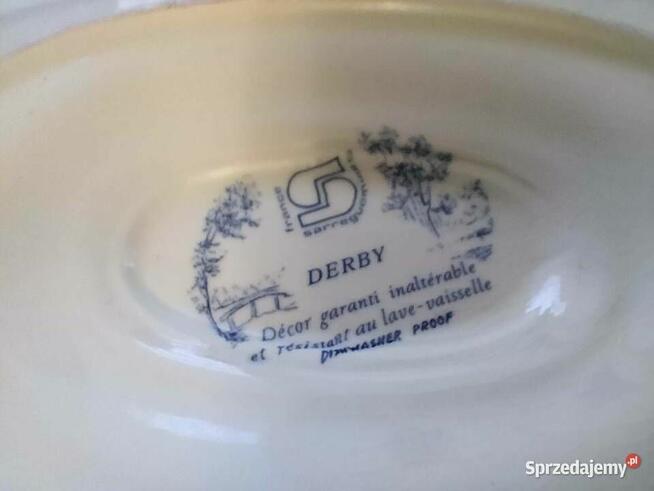 france
sarreguemines
DERBY
Décor garanti inaltérable
et résistant au lave-vaisselle
DISHWASHER PROOF
Sprzedajemy.pl